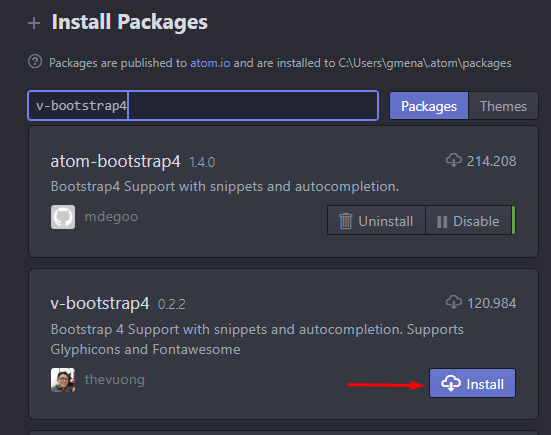 Install Packages
Packages are published to atom.io and are installed to C:\Users\gmena\.atom\packages
v-bootstrap4
Packages
Themes
atom-bootstrap4 1.4.0
214.208
Bootstrap4 Support with snippets and autocompletion.
mdegoo
Uninstall
Disable
v-bootstrap4 0.2.2
120.984
Bootstrap 4 Support with snippets and autocompletion. Supports
Glyphicons and Fontawesome
thevuong
Install